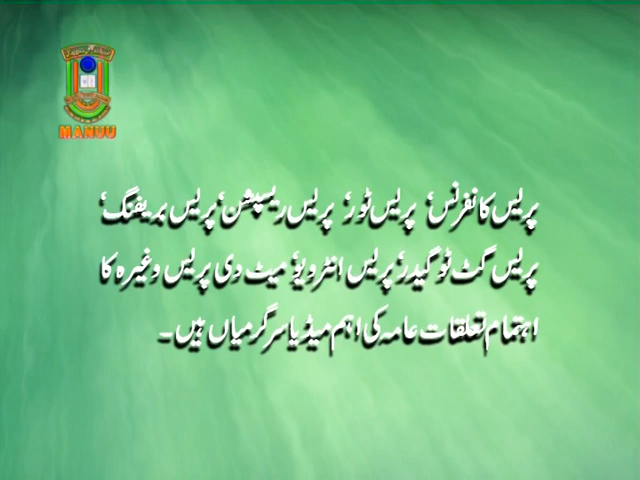 MANUU
پریس کانفرنس‘ پریس ٹور‘ پریس ریسپشن‘ پریس بریفنگ‘
پریس گٹ ٹو گیدر‘ پریس انٹرویو‘ میٹ دی پریس وغیرہ کا
اہتمام تعلقات عامہ کی اہم میڈیا سرگرمیاں ہیں۔